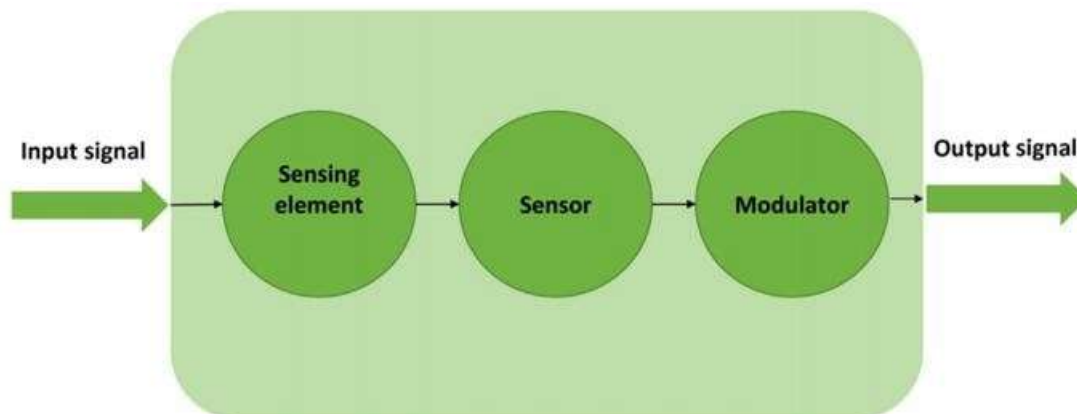 Input signal
Sensing
element
Sensor
Modulator
Output signal